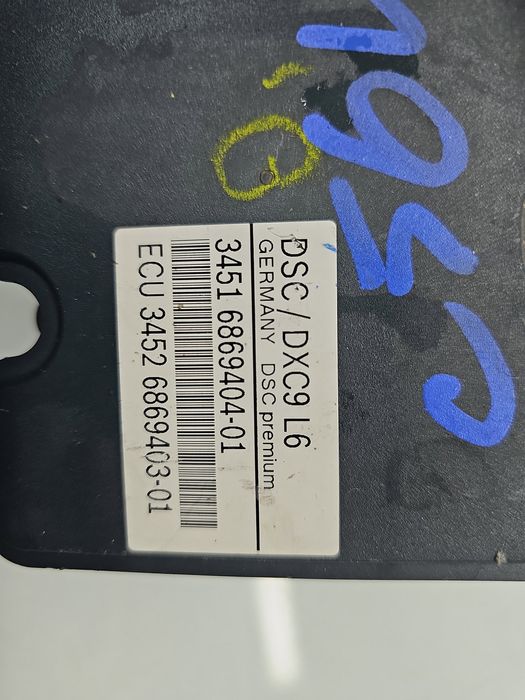 DSC / DXC9 L6
GERMANY DSC premium
3451 6869404-01
ECU 3452 6869403-01